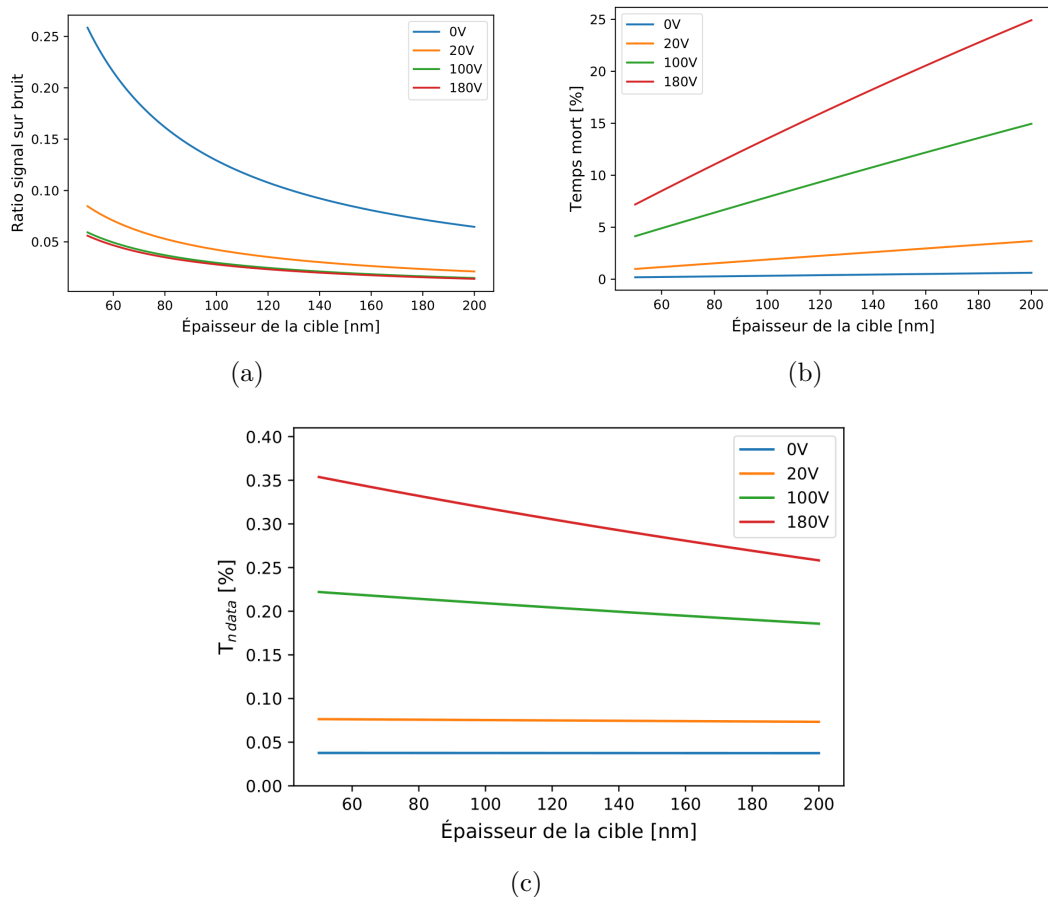 0.25
0.20
0.15
0.10
0.05
Ratio signal sur bruit
0V
20V
100V
180V
60 80 100 120 140 160 180 200
Épaisseur de la cible [nm]
(a)
25
20
15
10
5
0
Temps mort [%]
0V
20V
100V
180V
60 80 100 120 140 160 180 200
Épaisseur de la cible [nm]
(b)
0.40
0.35
0.30
0.25
0.20
0.15
0.10
0.05
0.00
T_{n data} [%]
0V
20V
100V
180V
60 80 100 120 140 160 180 200
Épaisseur de la cible [nm]
(c)